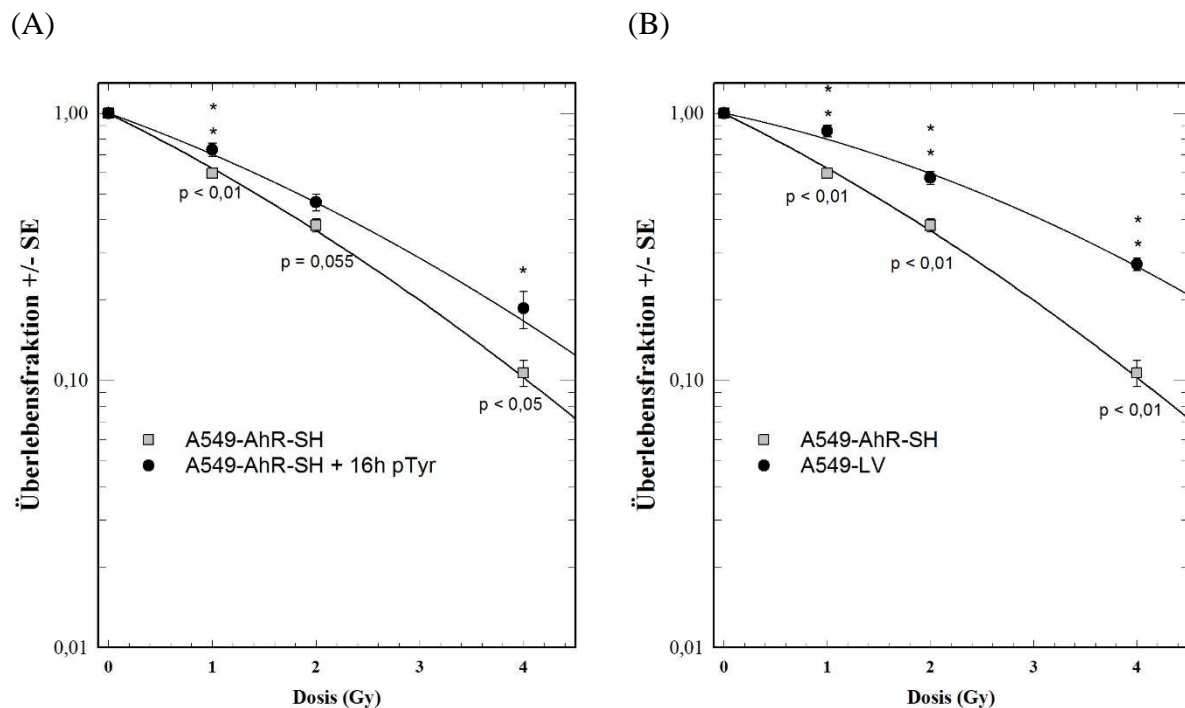 (A)
Überlebensfraktion +/- SE
1,00
0,10
0,01
*
*
p < 0,01
p = 0,055
*
p < 0,05
A549-AhR-SH
A549-AhR-SH + 16h pTyr
0 1 2 3 4
Dosis (Gy)
(B)
Überlebensfraktion +/- SE
1,00
0,10
0,01
*
*
p < 0,01
*
*
p < 0,01
*
*
p < 0,01
A549-AhR-SH
A549-LV
0 1 2 3 4
Dosis (Gy)